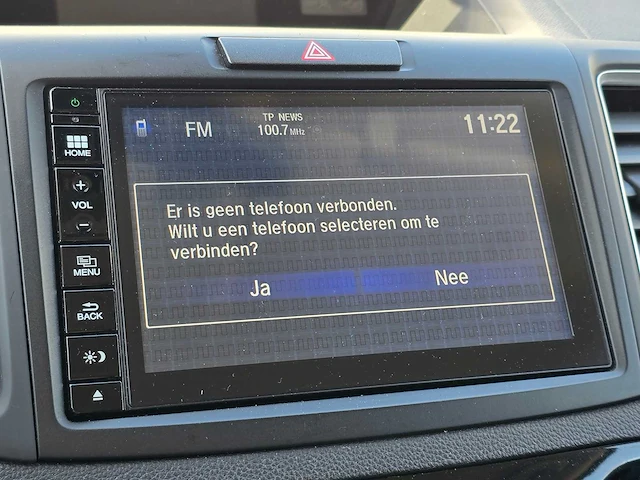 TP NEWS
FM 100.7 MHz 11:22
HOME
+
VOL
−
MENU
BACK
Er is geen telefoon verbonden.
Wilt u een telefoon selecteren om te
verbinden?
Ja Nee